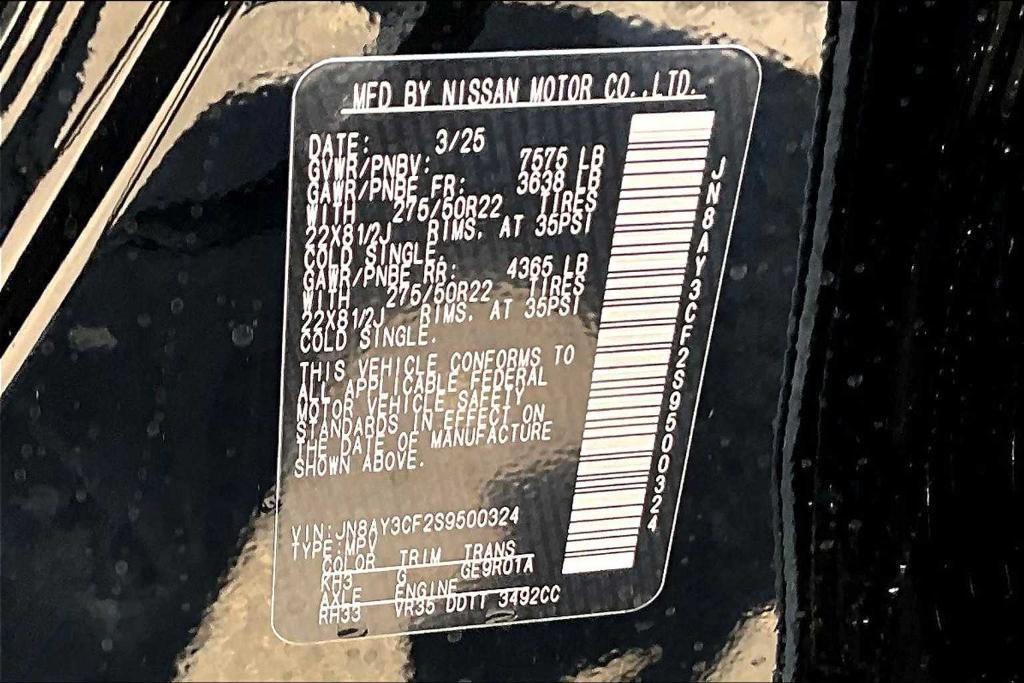 MFD BY NISSAN MOTOR CO.,LTD.
DATE: 3/25
GVWR/PNBV: 7575 LB
GAWR/PNBE FR: 3638 LB
WITH 275/50R22 TIRES
22X81/2J RIMS, AT 35PSI
COLD SINGLE.
GAWR/PNBE RR: 4365 LB
WITH 275/50R22 TIRES
22X81/2J RIMS, AT 35PSI
COLD SINGLE.
THIS VEHICLE CONFORMS TO
ALL APPLICABLE FEDERAL
MOTOR VEHICLE SAFETY
STANDARDS IN EFFECT ON
THE DATE OF MANUFACTURE
SHOWN ABOVE.
VIN:JN8AY3CF2S9500324
TYPE:MPV
COLOR TRIM TRANS
KH3 G GE9R01A
AXLE ENGINE
RH33 VR35 DDTT 3492CC
JN8AY3CF2S9500324